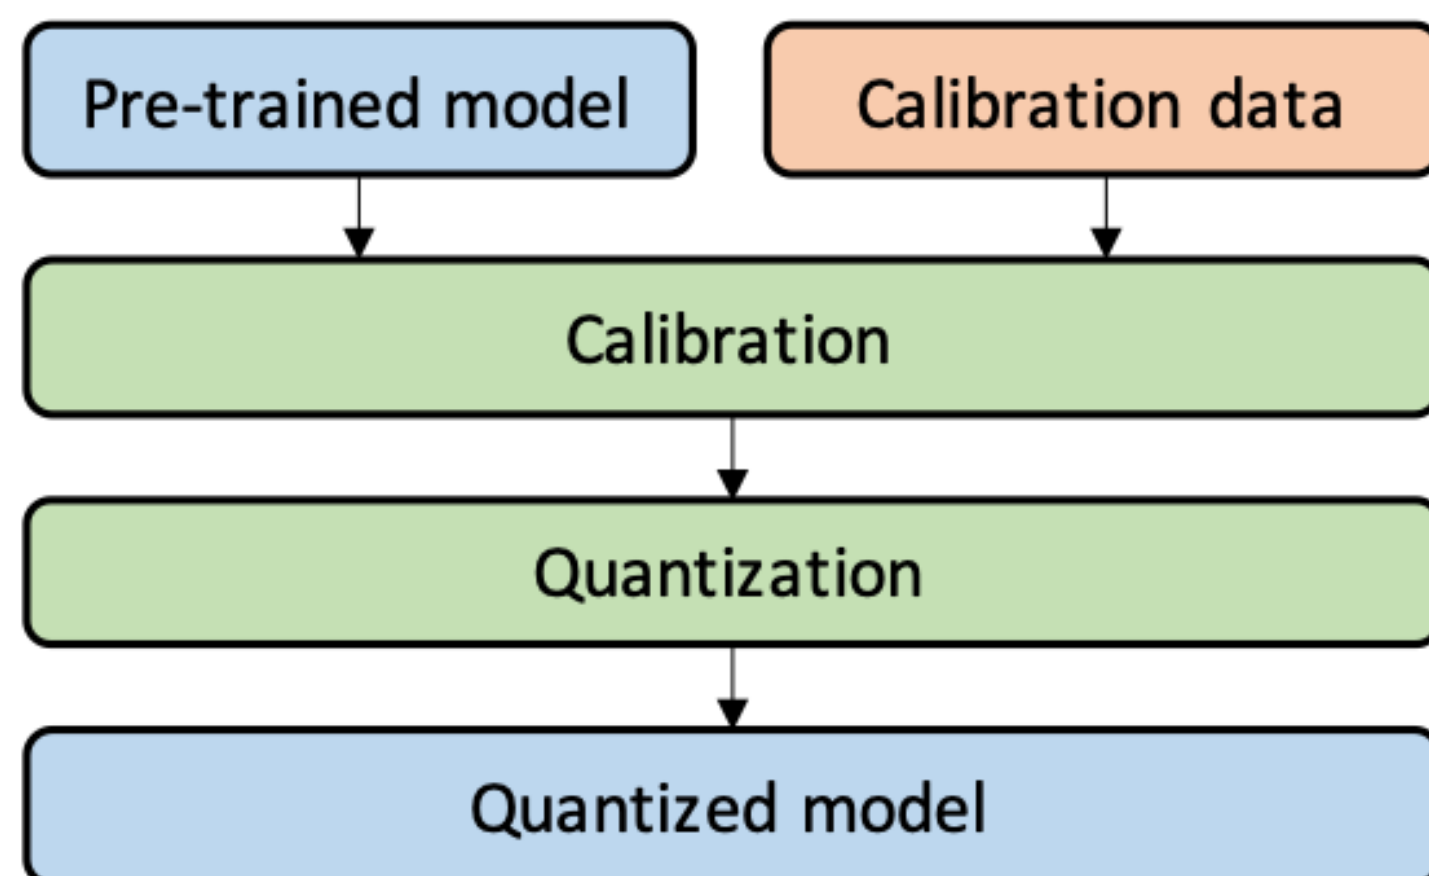 Pre-trained model
Calibration data
Calibration
Quantization
Quantized model